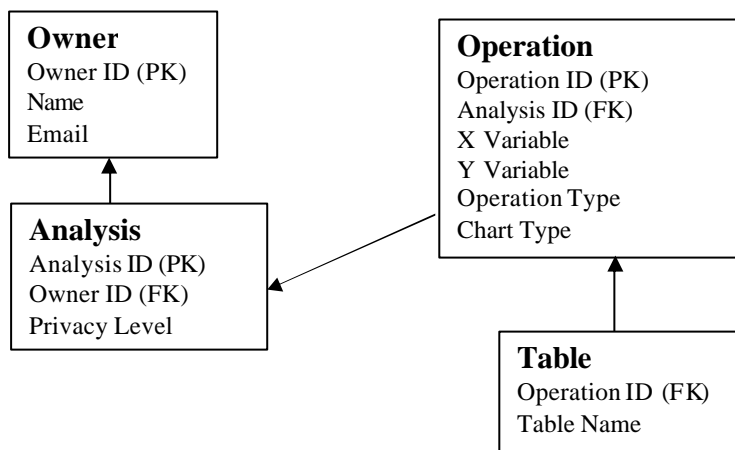 Owner
Owner ID (PK)
Name
Email
Analysis
Analysis ID (PK)
Owner ID (FK)
Privacy Level
Operation
Operation ID (PK)
Analysis ID (FK)
X Variable
Y Variable
Operation Type
Chart Type
Table
Operation ID (FK)
Table Name